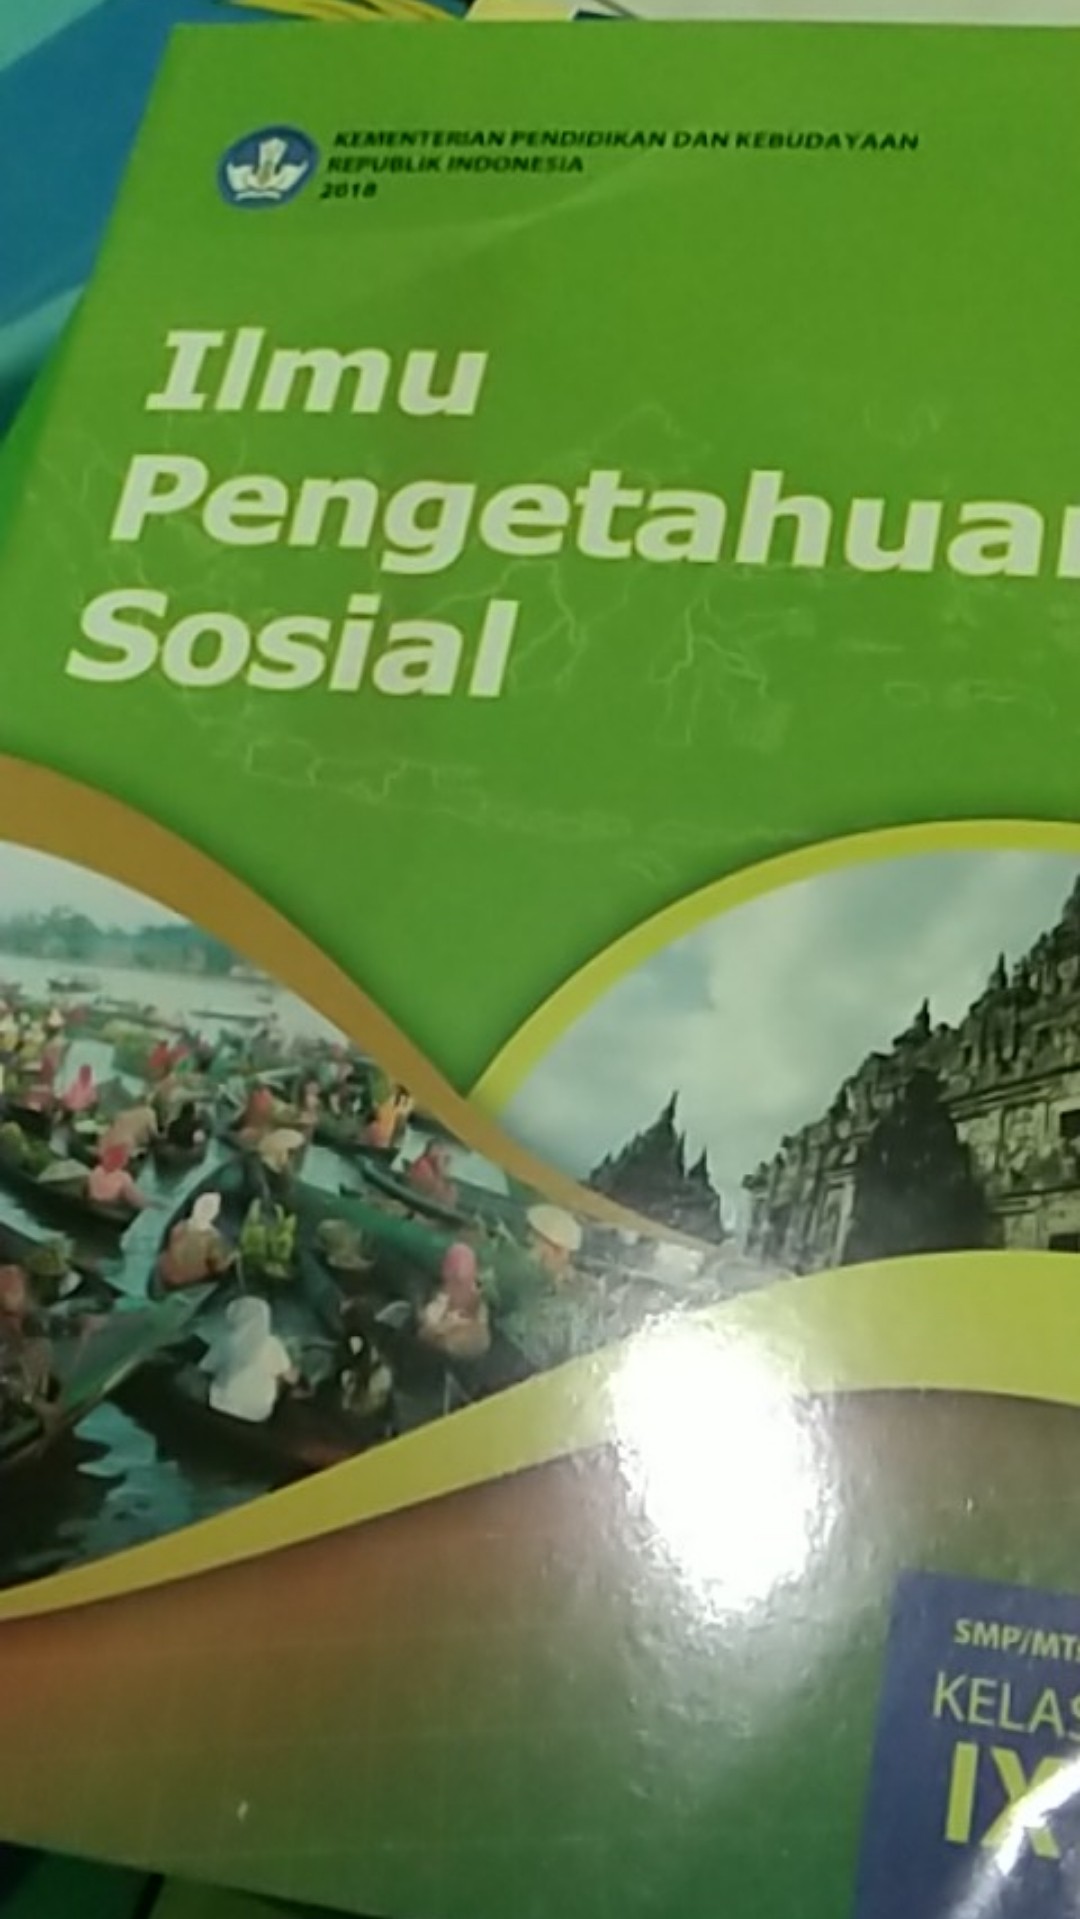 KEMENTERIAN PENDIDIKAN DAN KEBUDAYAAN
REPUBLIK INDONESIA
2018
Ilmu
Pengetahuan
Sosial
SMP/MTs
KELAS
IX